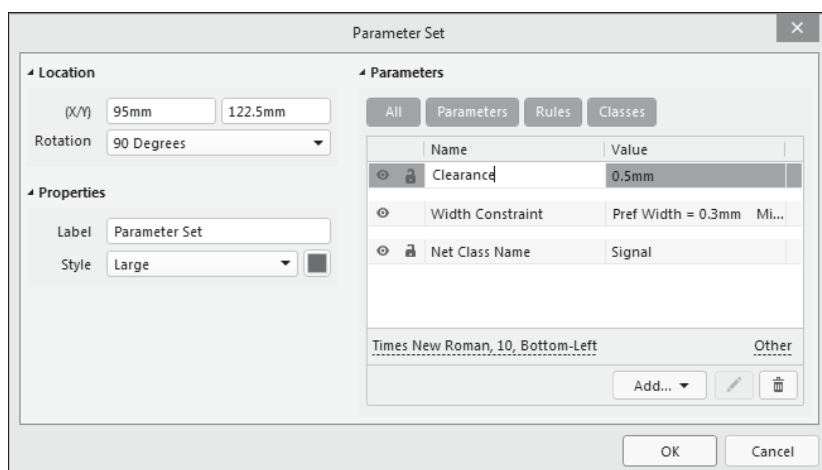 Parameter Set
Location
(X/Y) 95mm 122.5mm
Rotation 90 Degrees
Properties
Label Parameter Set
Style Large
Parameters
All Parameters Rules Classes
Name Value
Clearance 0.5mm
Width Constraint Pref Width = 0.3mm Mi...
Net Class Name Signal
Times New Roman, 10, Bottom-Left Other
Add...
OK Cancel